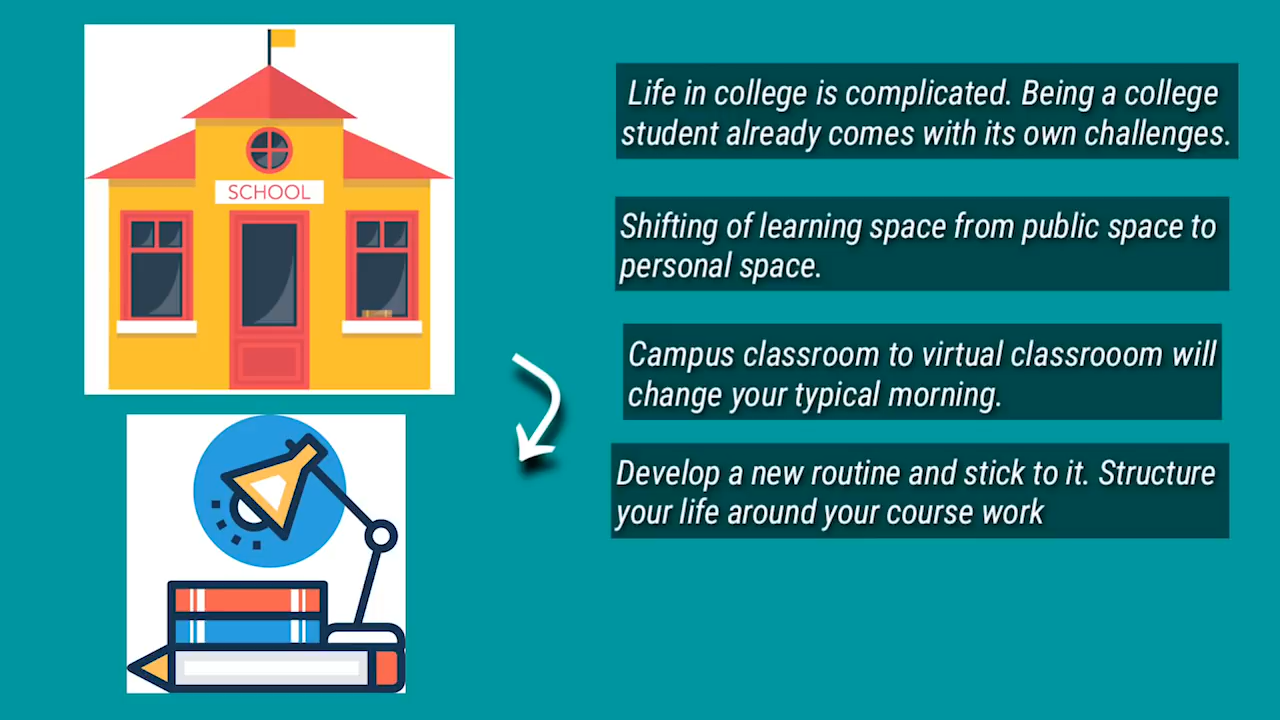 SCHOOL
Life in college is complicated. Being a college
student already comes with its own challenges.
Shifting of learning space from public space to
personal space.
Campus classroom to virtual classrooom will
change your typical morning.
Develop a new routine and stick to it. Structure
your life around your course work